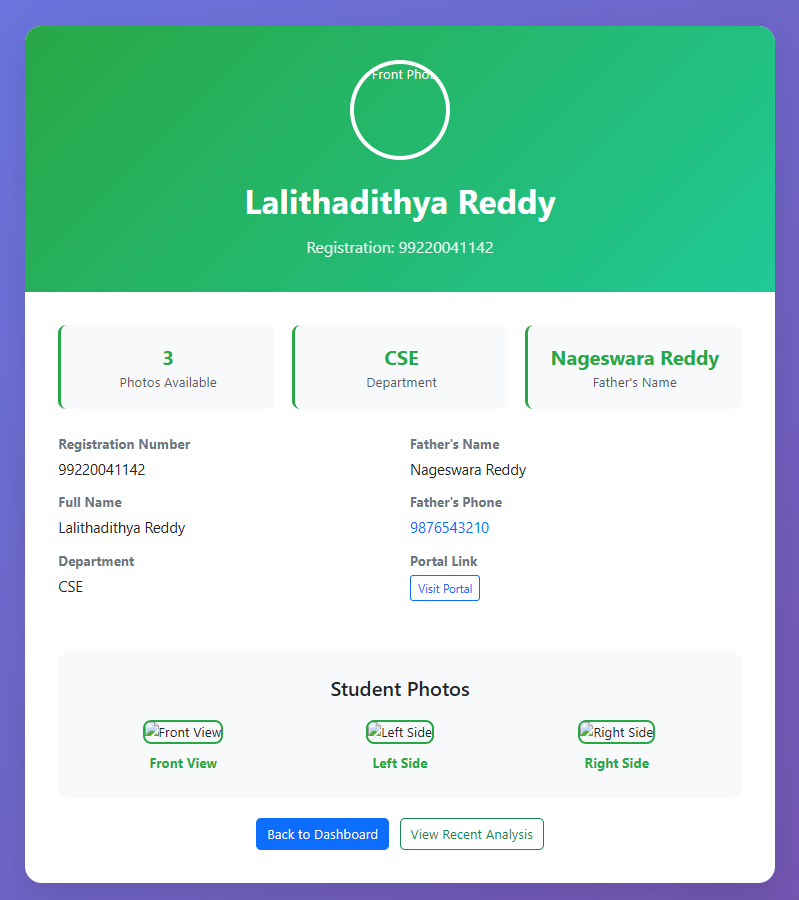 Front Phot
Lalithadithya Reddy
Registration: 99220041142
3
Photos Available
CSE
Department
Nageswara Reddy
Father's Name
Registration Number
99220041142
Full Name
Lalithadithya Reddy
Department
CSE
Father's Name
Nageswara Reddy
Father's Phone
9876543210
Portal Link
Visit Portal
Student Photos
Front View
Left Side
Right Side
Front View
Left Side
Right Side
Back to Dashboard
View Recent Analysis